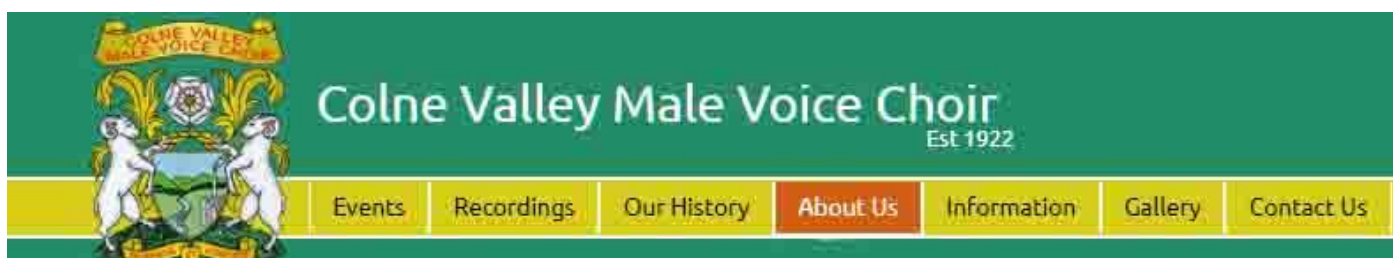 COLNE VALLEY
MALE VOICE CHOIR
Colne Valley Male Voice Choir
Est 1922
Events Recordings Our History About Us Information Gallery Contact Us